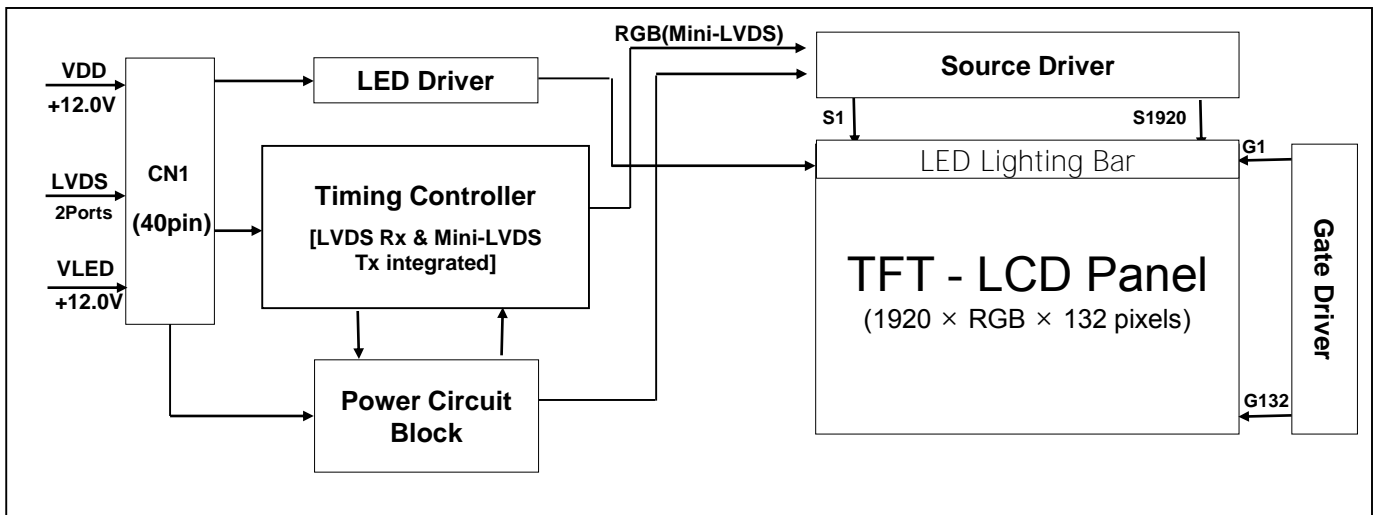 VDD
+12.0V
LVDS
2Ports
VLED
+12.0V
CN1
(40pin)
LED Driver
Timing Controller
[LVDS Rx & Mini-LVDS
Tx integrated]
Power Circuit
Block
RGB(Mini-LVDS)
Source Driver
S1
S1920
LED Lighting Bar
G1
TFT - LCD Panel
(1920 × RGB × 132 pixels)
G132
Gate Driver